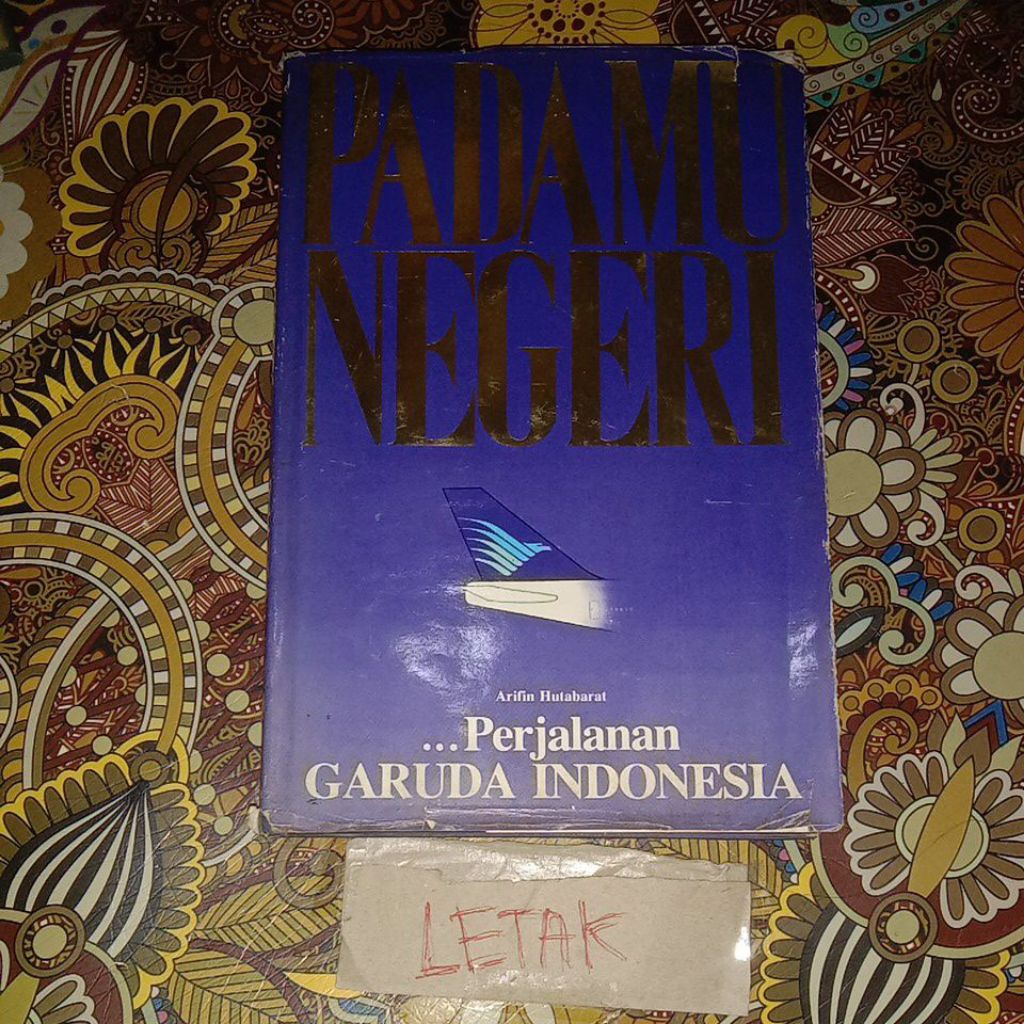 PADAMU
NEGERI
Arifin Hutabarat
...Perjalanan
GARUDA INDONESIA
LETAK